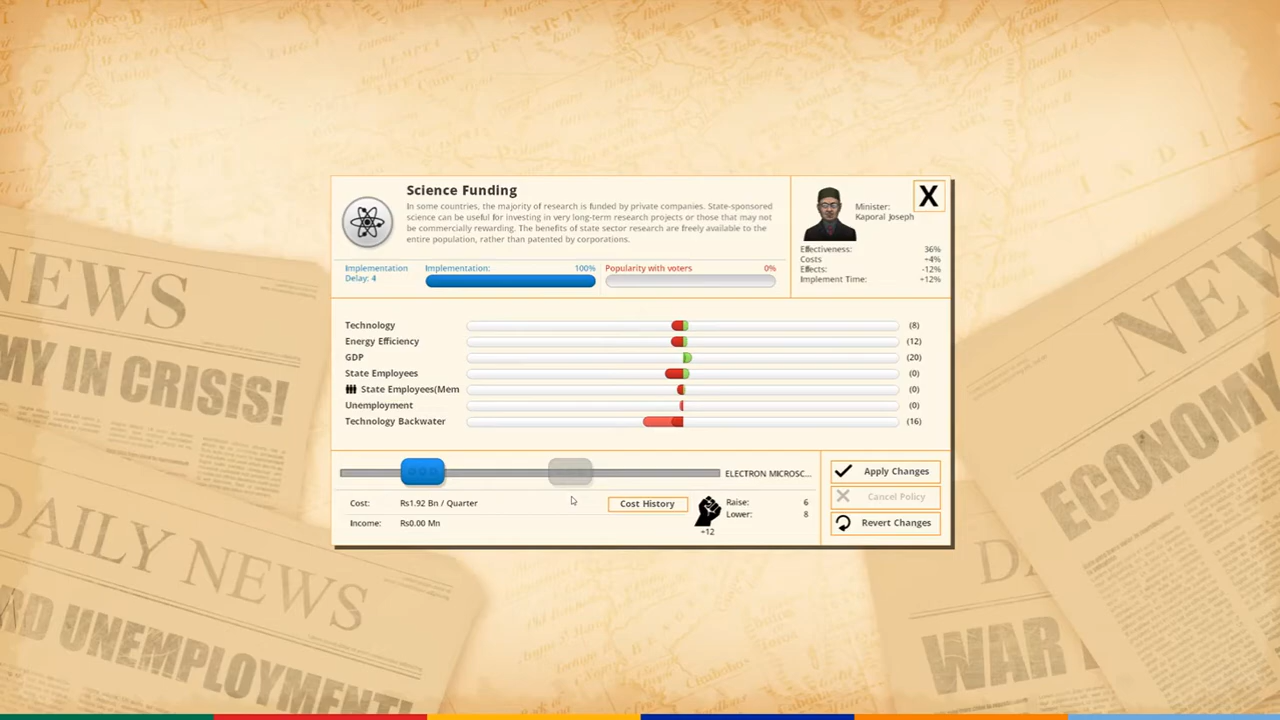 Science Funding
In some countries, the majority of research is funded by private companies. State-sponsored
science can be useful for investing in very long-term research projects or those that may not
be commercially rewarding. The benefits of state sector research are freely available to the
entire population, rather than patented by corporations.
Minister:
Kaporal Joseph
X
Effectiveness: 36%
Costs +4%
Effects: -12%
Implement Time: +12%
Implementation
Delay: 4
Implementation: 100%
Popularity with voters 0%
Technology (8)
Energy Efficiency (12)
GDP (20)
State Employees (0)
State Employees(Mem (0)
Unemployment (0)
Technology Backwater (16)
ELECTRON MICROSC...
Cost: Rs1.92 Bn / Quarter
Income: Rs0.00 Mn
Cost History
+12
Raise: 6
Lower: 8
Apply Changes
Cancel Policy
Revert Changes
NEWS
MY IN CRISIS!
DAILY NEWS
UNEMPLOYMENT!
NEW
ECONOMY
WAR